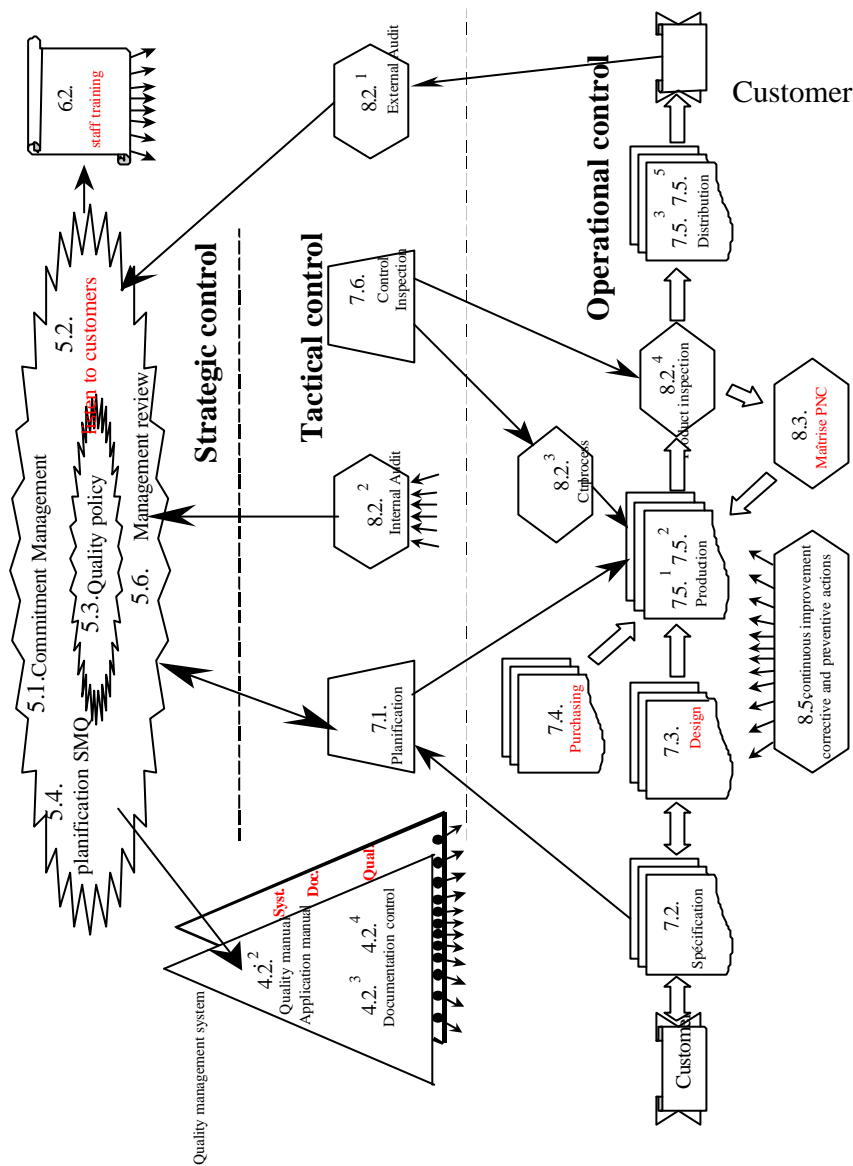 6.2.
staff training
5.2.
listen to customers
5.1.Commitment Management
5.3.Quality policy
5.6. Management review
5.4.
planification SMQ
Strategic control
8.2.1
External Audit
Tactical control
7.6.
Control
Inspection
8.2.2
Internal Audit
7.1.
Planification
Quality management system
4.2.2
Quality manual
Application manual
4.2.3 4.2.4
Documentation control
Syst.
Doc.
Qual.
Operational control
Customer
7.5.3 7.5.5
Distribution
8.2.4
Product inspection
8.3.
Maîtrise PNC
8.2.3
Ctrprocess
7.5.1 7.5.2
Production
7.4.
Purchasing
7.3.
Design
8.5.continuous improvement
corrective and preventive actions
7.2.
Spécification
Customer